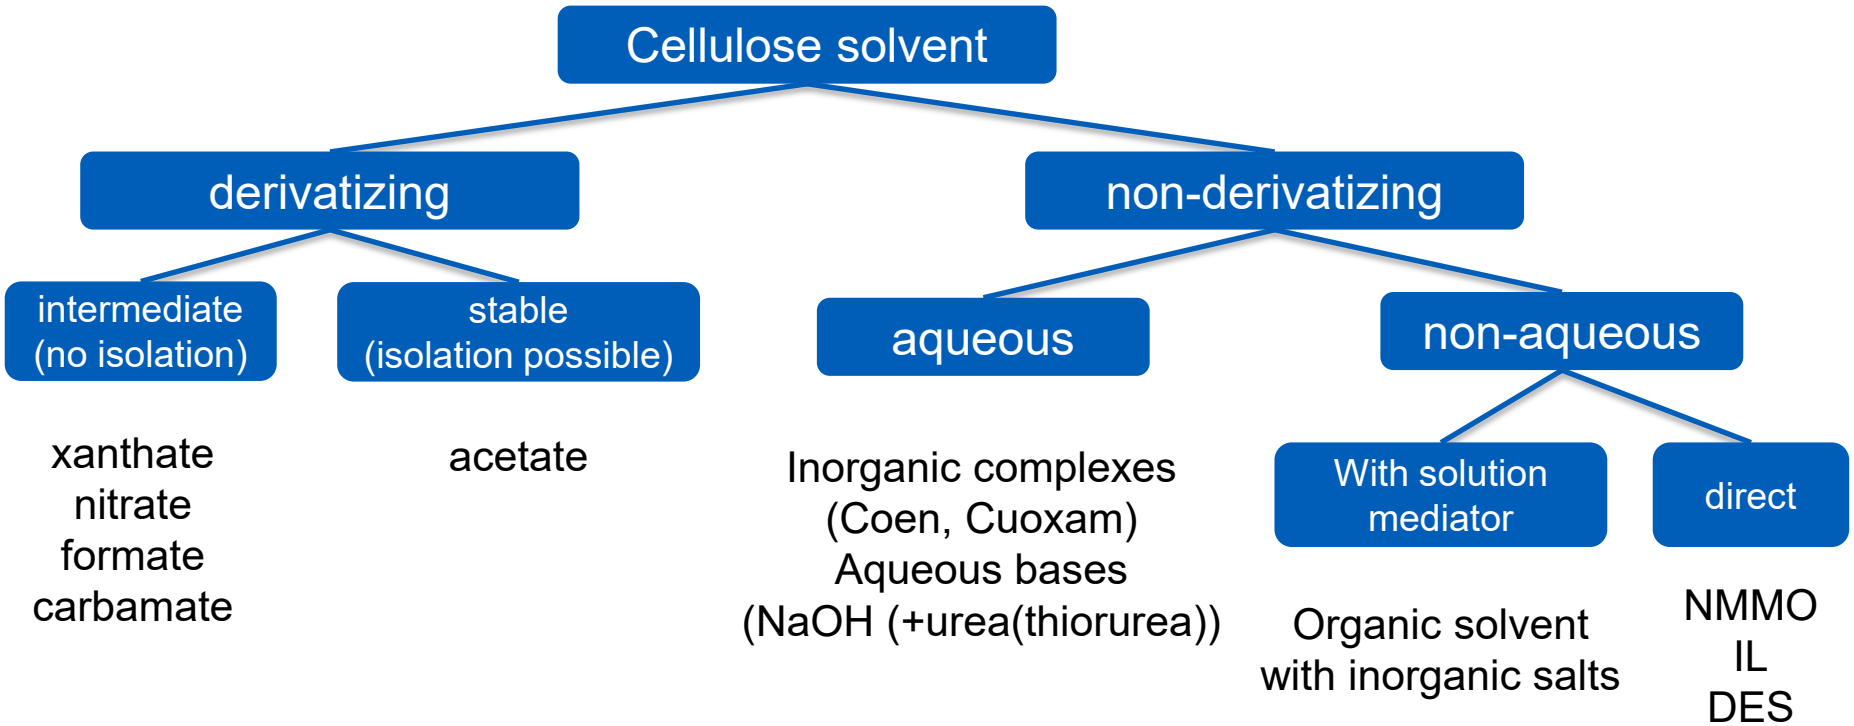 Cellulose solvent
derivatizing
non-derivatizing
intermediate
(no isolation)
stable
(isolation possible)
aqueous
non-aqueous
xanthate
nitrate
formate
carbamate
acetate
Inorganic complexes
(Coen, Cuoxam)
Aqueous bases
(NaOH (+urea(thiorurea))
With solution
mediator
direct
Organic solvent
with inorganic salts
NMMO
IL
DES